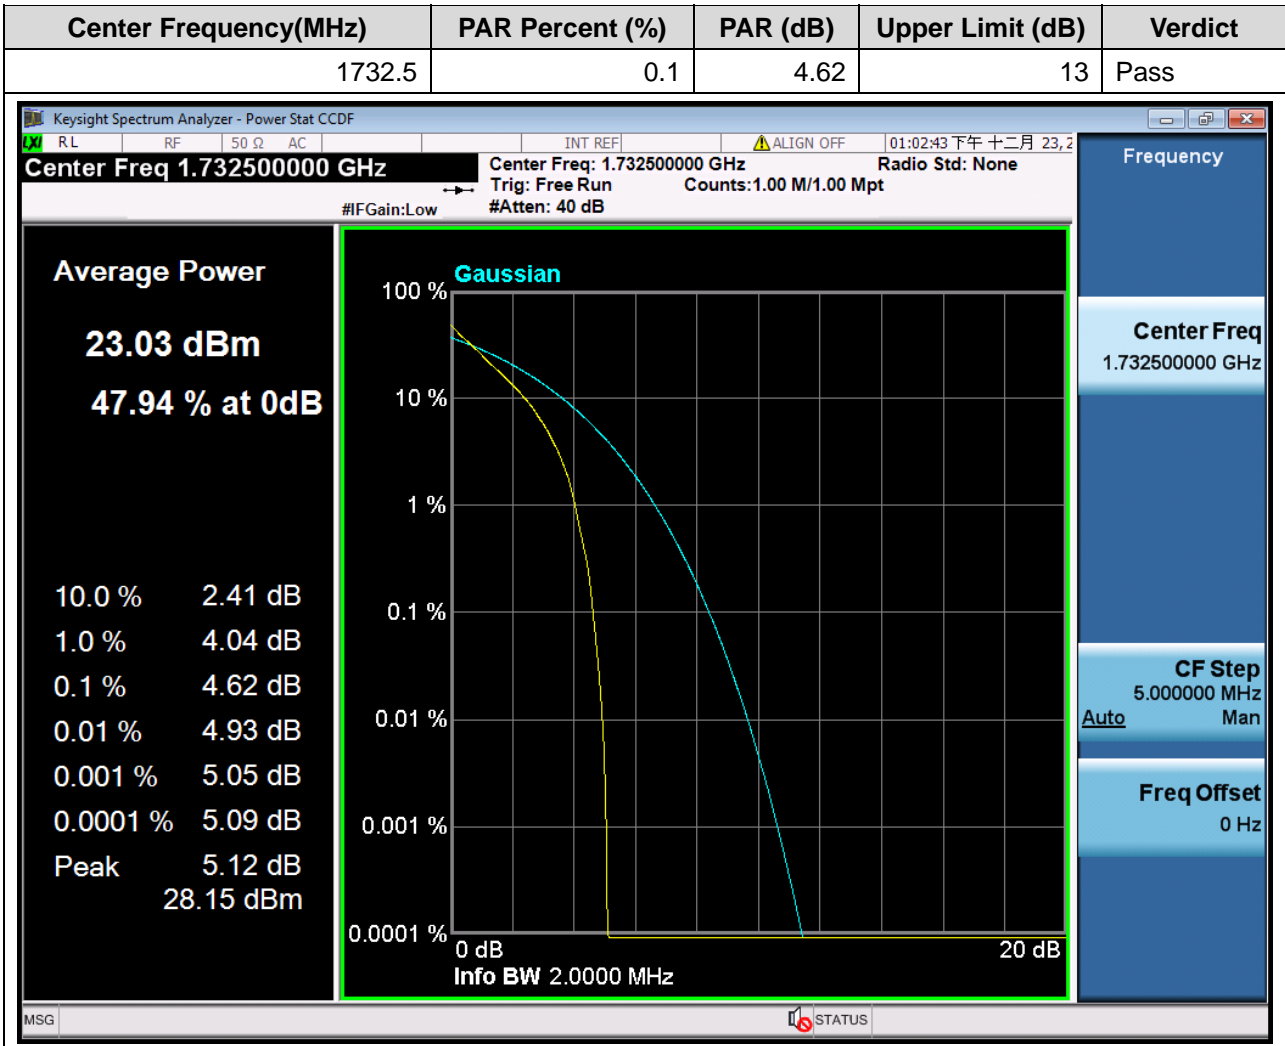 Center Frequency(MHz) PAR Percent (%) PAR (dB) Upper Limit (dB) Verdict
1732.5 0.1 4.62 13 Pass
Keysight Spectrum Analyzer - Power Stat CCDF
LXI RL RF 50 Ω AC INT REF ALIGN OFF 01:02:43 下午 十二月 23, 2
Center Freq 1.732500000 GHz
Center Freq: 1.732500000 GHz Radio Std: None
Trig: Free Run Counts:1.00 M/1.00 Mpt
#IFGain:Low #Atten: 40 dB
Frequency
Average Power
23.03 dBm
47.94 % at 0dB
10.0 % 2.41 dB
1.0 % 4.04 dB
0.1 % 4.62 dB
0.01 % 4.93 dB
0.001 % 5.05 dB
0.0001 % 5.09 dB
Peak 5.12 dB
28.15 dBm
Gaussian
100 %
10 %
1 %
0.1 %
0.01 %
0.001 %
0.0001 %
0 dB 20 dB
Info BW 2.0000 MHz
Center Freq
1.732500000 GHz
CF Step
5.000000 MHz
Auto Man
Freq Offset
0 Hz
MSG STATUS